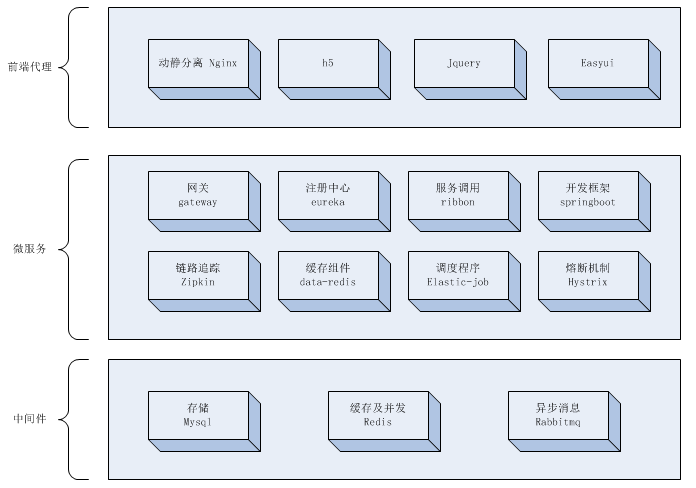 前端代理
动静分离 Nginx
h5
Jquery
Easyui
微服务
网关
gateway
注册中心
eureka
服务调用
ribbon
开发框架
springboot
链路追踪
Zipkin
缓存组件
data-redis
调度程序
Elastic-job
熔断机制
Hystrix
中间件
存储
Mysql
缓存及并发
Redis
异步消息
Rabbitmq